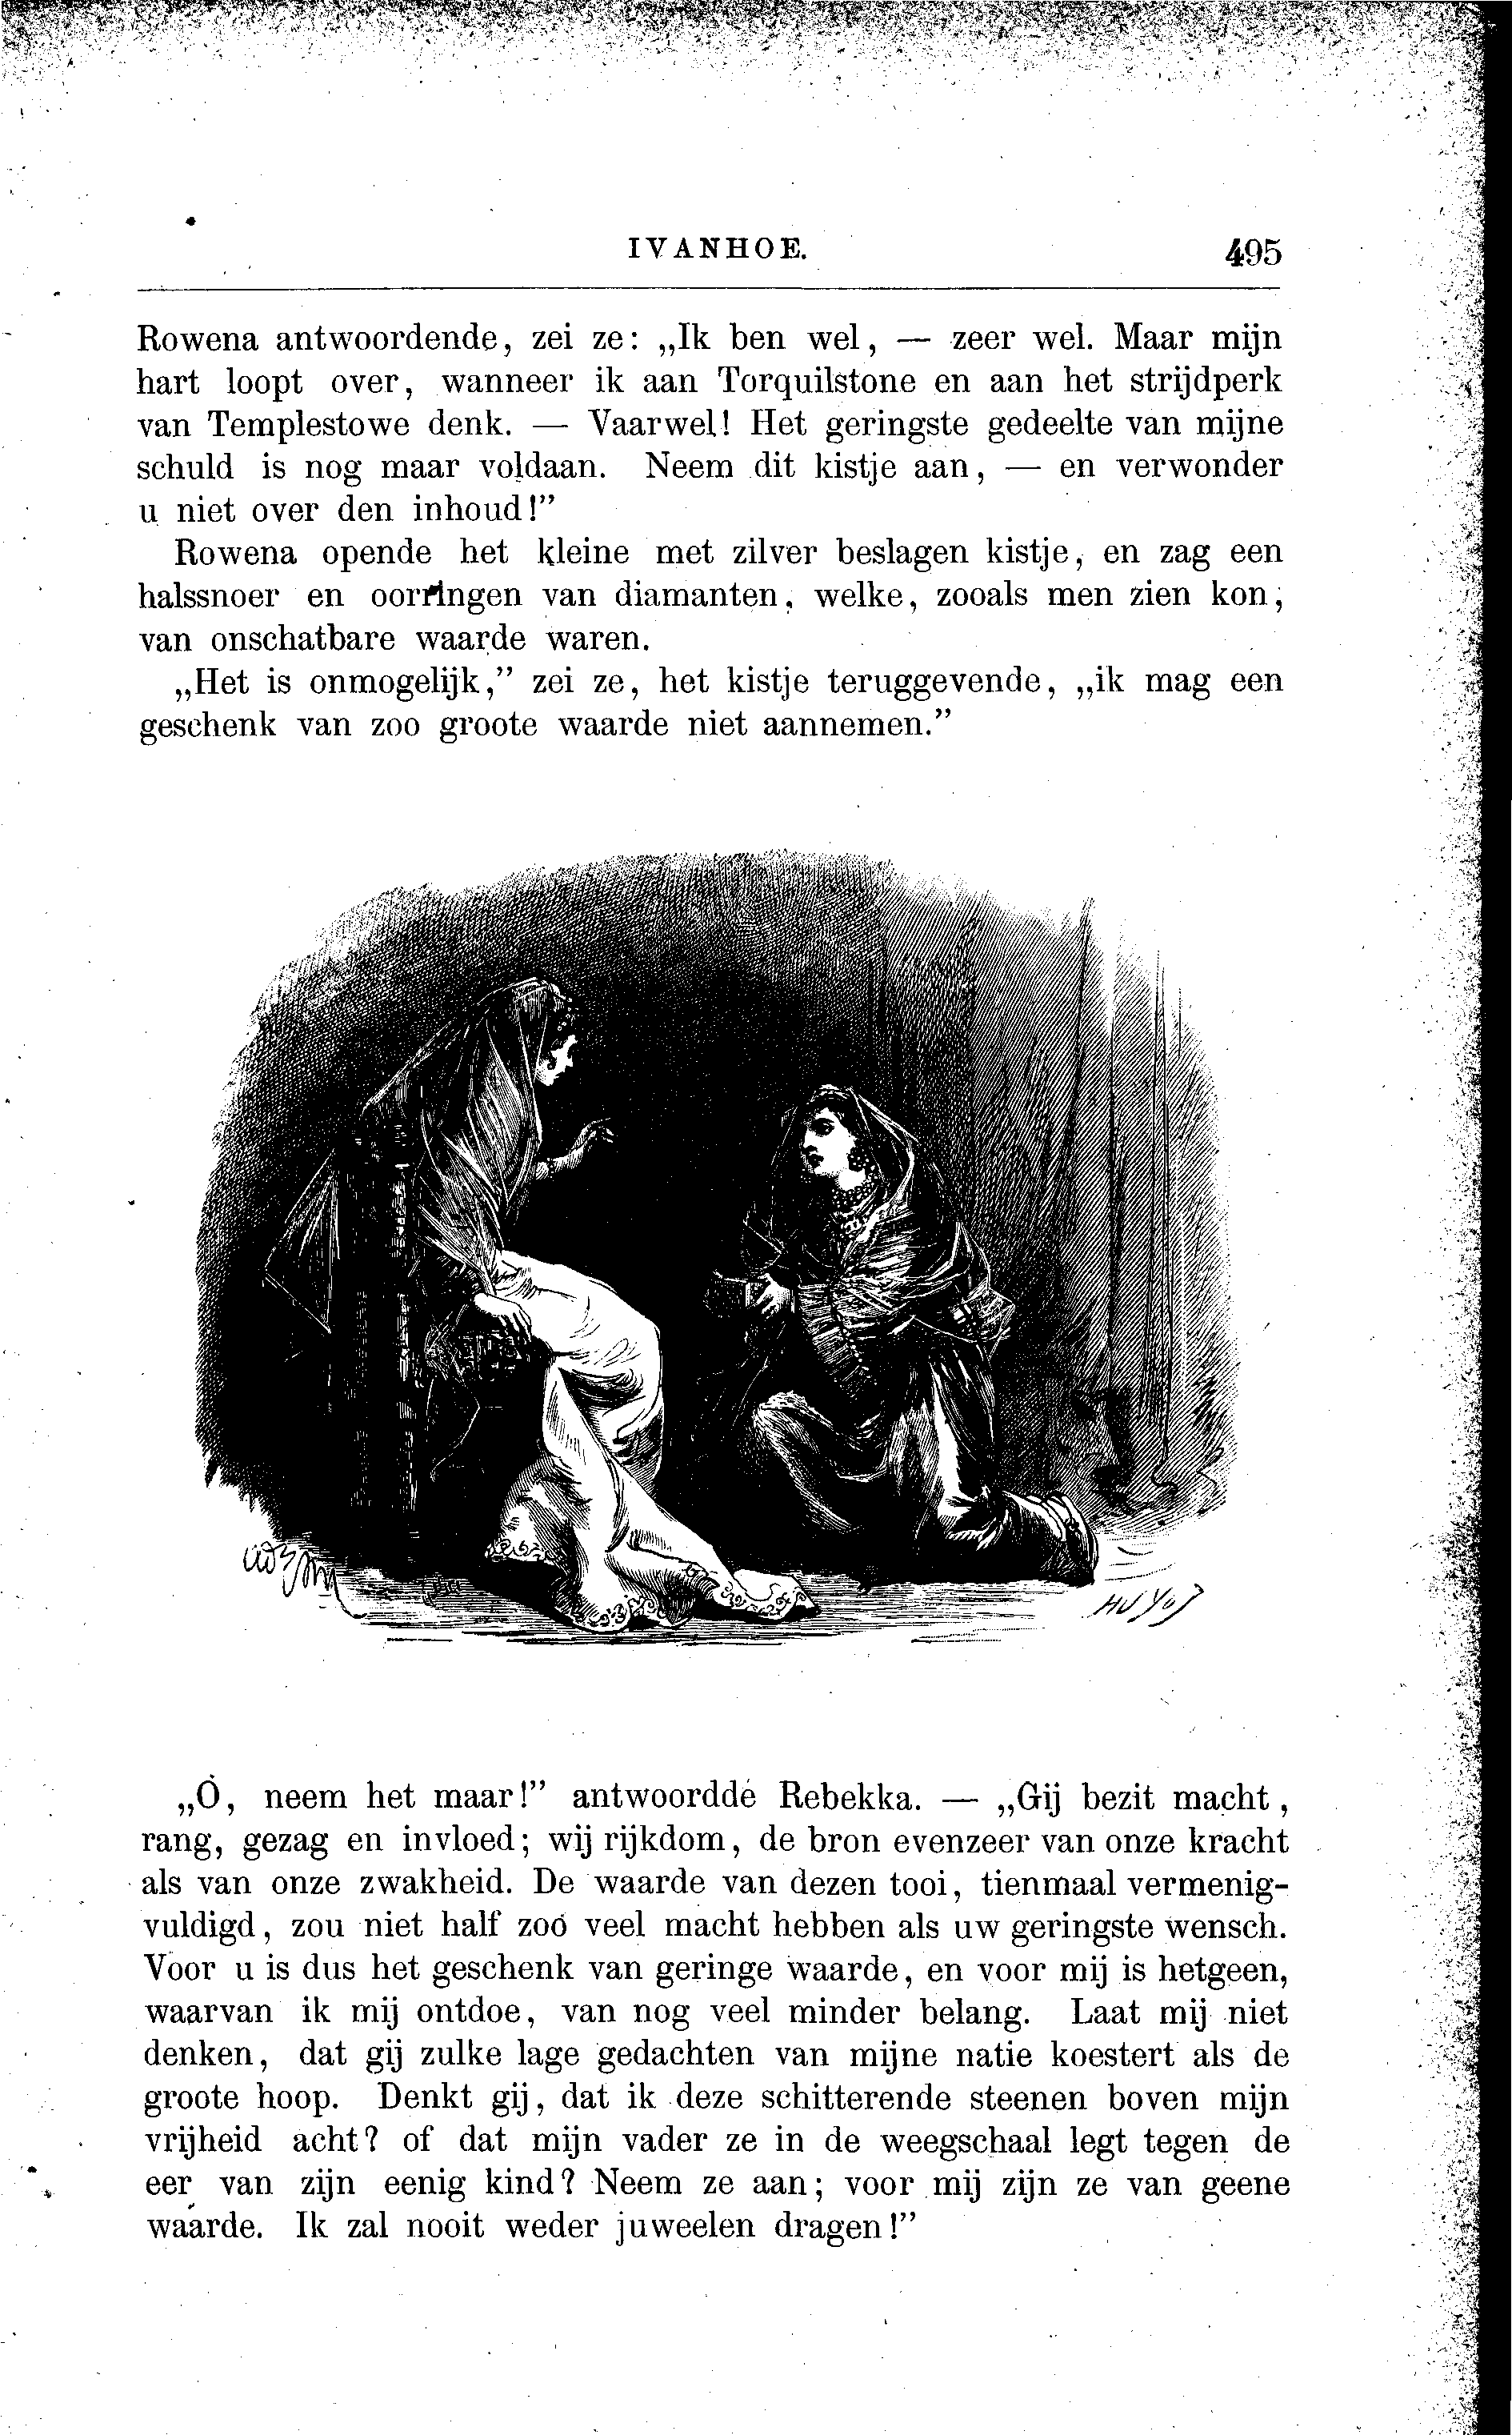 IVANHOE. 495
Rowena antwoordende, zei ze: „Ik ben wel, — zeer wel. Maar mijn
hart loopt over, wanneer ik aan Torquilstone en aan het strijdperk
van Templestowe denk. — Vaarwel! Het geringste gedeelte van mijne
schuld is nog maar voldaan. Neem dit kistje aan, — en verwonder
u niet over den inhoud!”
Rowena opende het kleine met zilver beslagen kistje, en zag een
halssnoer en oorringen van diamanten, welke, zooals men zien kon,
van onschatbare waarde waren.
„Het is onmogelijk,” zei ze, het kistje teruggevende, „ik mag een
geschenk van zoo groote waarde niet aannemen.”
HUYOT
„O, neem het maar!” antwoordde Rebekka. — „Gij bezit macht,
rang, gezag en invloed; wij rijkdom, de bron evenzeer van onze kracht
als van onze zwakheid. De waarde van dezen tooi, tienmaal vermenig-
vuldigd, zou niet half zoo veel macht hebben als uw geringste wensch.
Voor u is dus het geschenk van geringe waarde, en voor mij is hetgeen,
waarvan ik mij ontdoe, van nog veel minder belang. Laat mij niet
denken, dat gij zulke lage gedachten van mijne natie koestert als de
groote hoop. Denkt gij, dat ik deze schitterende steenen boven mijn
vrijheid acht? of dat mijn vader ze in de weegschaal legt tegen de
eer van zijn eenig kind? Neem ze aan; voor mij zijn ze van geene
waarde. Ik zal nooit weder juweelen dragen!”